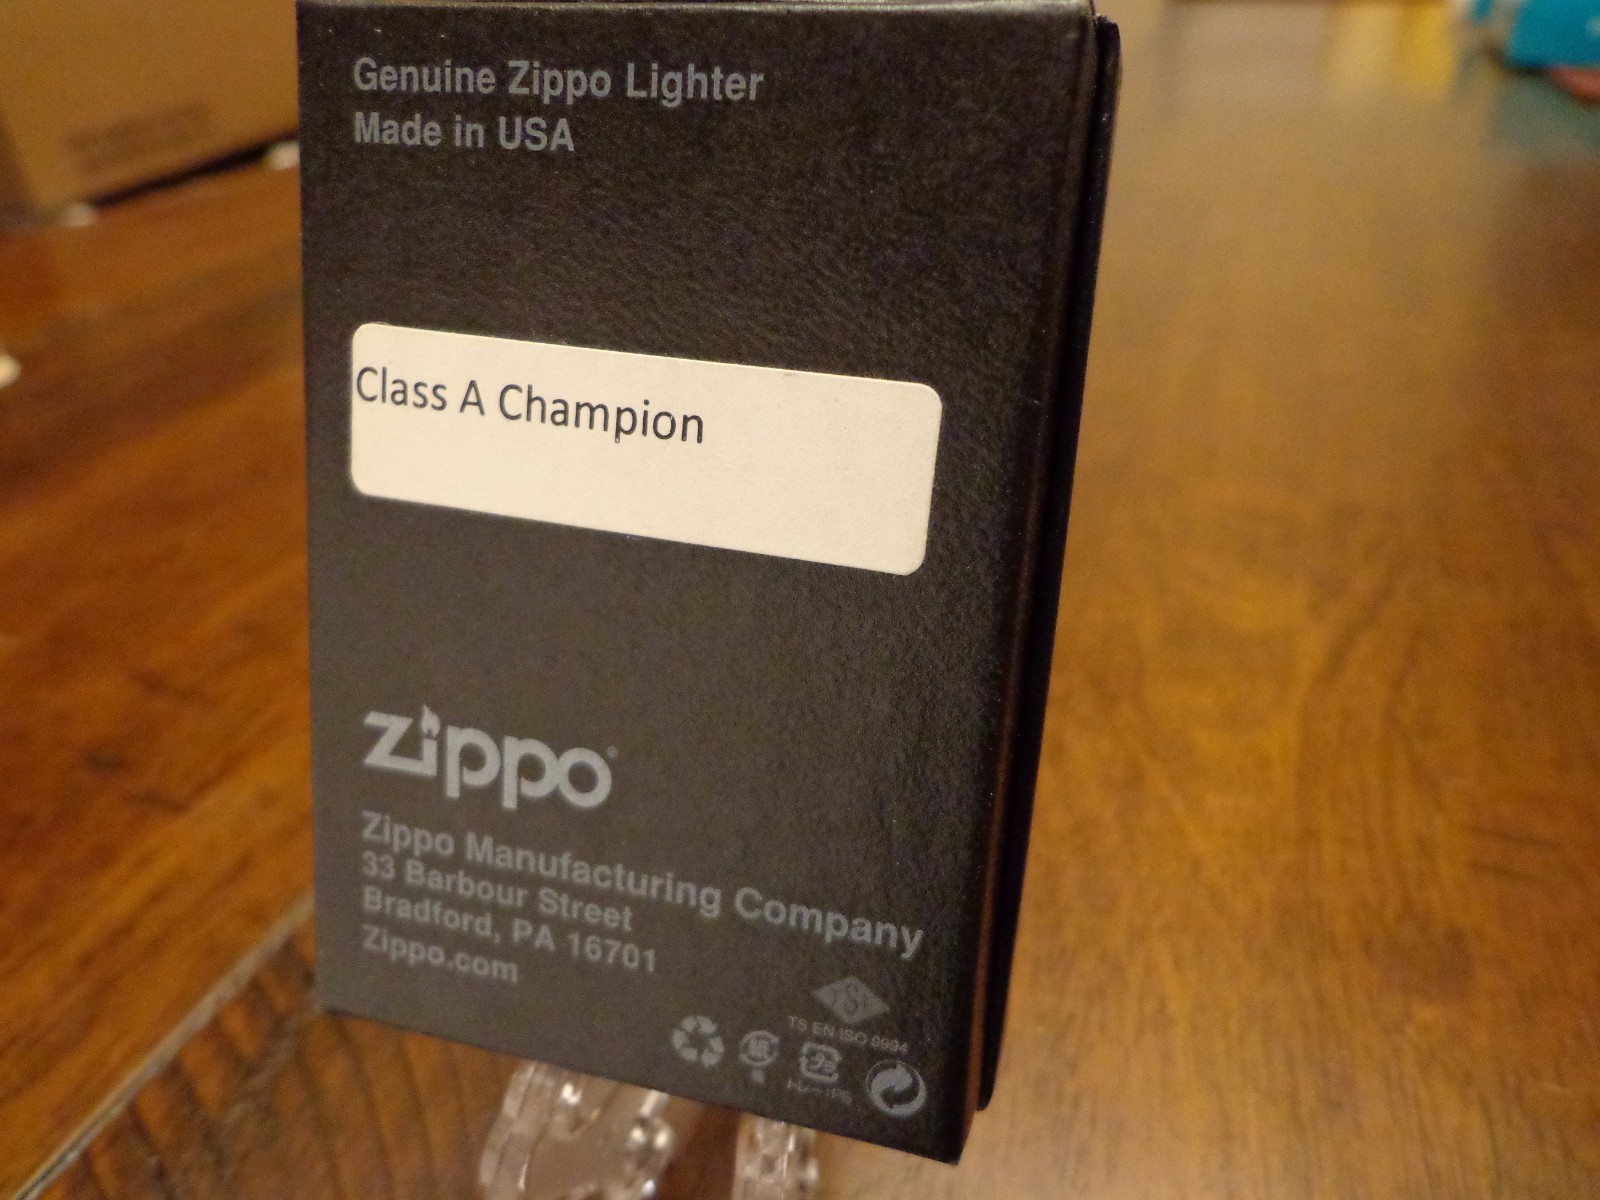 Genuine Zippo Lighter
Made in USA
Class A Champion
zippo
Zippo Manufacturing Company
33 Barbour Street
Bradford, PA 16701
Zippo.com
TS EN ISO 9994